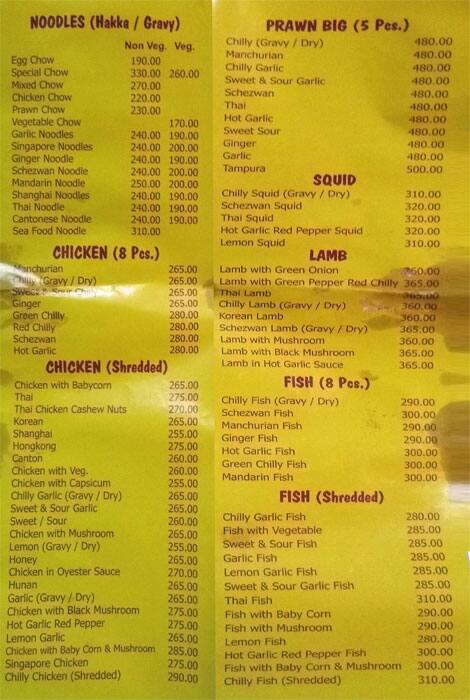 NOODLES (Hakka / Gravy)
Non Veg. Veg.
Egg Chow 190.00
Special Chow 330.00 260.00
Mixed Chow 270.00
Chicken Chow 220.00
Prawn Chow 230.00
Vegetable Chow 170.00
Garlic Noodles 240.00 190.00
Singapore Noodles 240.00 200.00
Ginger Noodle 240.00 190.00
Schezwan Noodle 240.00 200.00
Mandarin Noodle 250.00 200.00
Shanghai Noodles 240.00 190.00
Thai Noodle 240.00 190.00
Cantonese Noodle 240.00 190.00
Sea Food Noodle 310.00
CHICKEN (8 Pcs.)
Manchurian 265.00
Chilly (Gravy / Dry) 265.00
Sweet & Sour 265.00
Ginger 265.00
Green Chilly 280.00
Red Chilly 280.00
Schezwan 280.00
Hot Garlic 280.00
CHICKEN (Shredded)
Chicken with Babycorn 265.00
Thai 275.00
Thai Chicken Cashew Nuts 270.00
Korean 265.00
Shanghai 255.00
Hongkong 275.00
Canton 260.00
Chicken with Veg. 260.00
Chicken with Capsicum 255.00
Chilly Garlic (Gravy / Dry) 265.00
Sweet & Sour Garlic 265.00
Sweet / Sour 260.00
Chicken with Mushroom 265.00
Lemon (Gravy / Dry) 255.00
Honey 265.00
Chicken in Oyester Sauce 270.00
Hunan 265.00
Garlic (Gravy / Dry) 265.00
Chicken with Black Mushroom 275.00
Hot Garlic Red Pepper 275.00
Lemon Garlic 265.00
Chicken with Baby Corn & Mushroom 285.00
Singapore Chicken 275.00
Chilly Chicken (Shredded) 290.00
PRAWN BIG (5 Pcs.)
Chilly (Gravy / Dry) 480.00
Manchurian 480.00
Chilly Garlic 480.00
Sweet & Sour Garlic 480.00
Schezwan 480.00
Thai 480.00
Hot Garlic 480.00
Sweet Sour 480.00
Ginger 480.00
Garlic 480.00
Tampura 500.00
SQUID
Chilly Squid (Gravy / Dry) 310.00
Schezwan Squid 320.00
Thai Squid 320.00
Hot Garlic Red Pepper Squid 320.00
Lemon Squid 310.00
LAMB
Lamb with Green Onion 360.00
Lamb with Green Pepper Red Chilly 365.00
Thai Lamb 365.00
Chilly Lamb (Gravy / Dry) 360.00
Korean Lamb 360.00
Schezwan Lamb (Gravy / Dry) 365.00
Lamb with Mushroom 360.00
Lamb with Black Mushroom 365.00
Lamb in Hot Garlic Sauce 365.00
FISH (8 Pcs.)
Chilly Fish (Gravy / Dry) 290.00
Schezwan Fish 300.00
Manchurian Fish 290.00
Ginger Fish 290.00
Hot Garlic Fish 300.00
Green Chilly Fish 300.00
Mandarin Fish 300.00
FISH (Shredded)
Chilly Garlic Fish 280.00
Fish with Vegetable 285.00
Sweet & Sour Fish 285.00
Garlic Fish 285.00
Lemon Garlic Fish 285.00
Sweet & Sour Garlic Fish 285.00
Thai Fish 310.00
Fish with Baby Corn 290.00
Fish with Mushroom 290.00
Lemon Fish 280.00
Hot Garlic Red Pepper Fish 300.00
Fish with Baby Corn & Mushroom 300.00
Chilly Fish (Shredded) 310.00